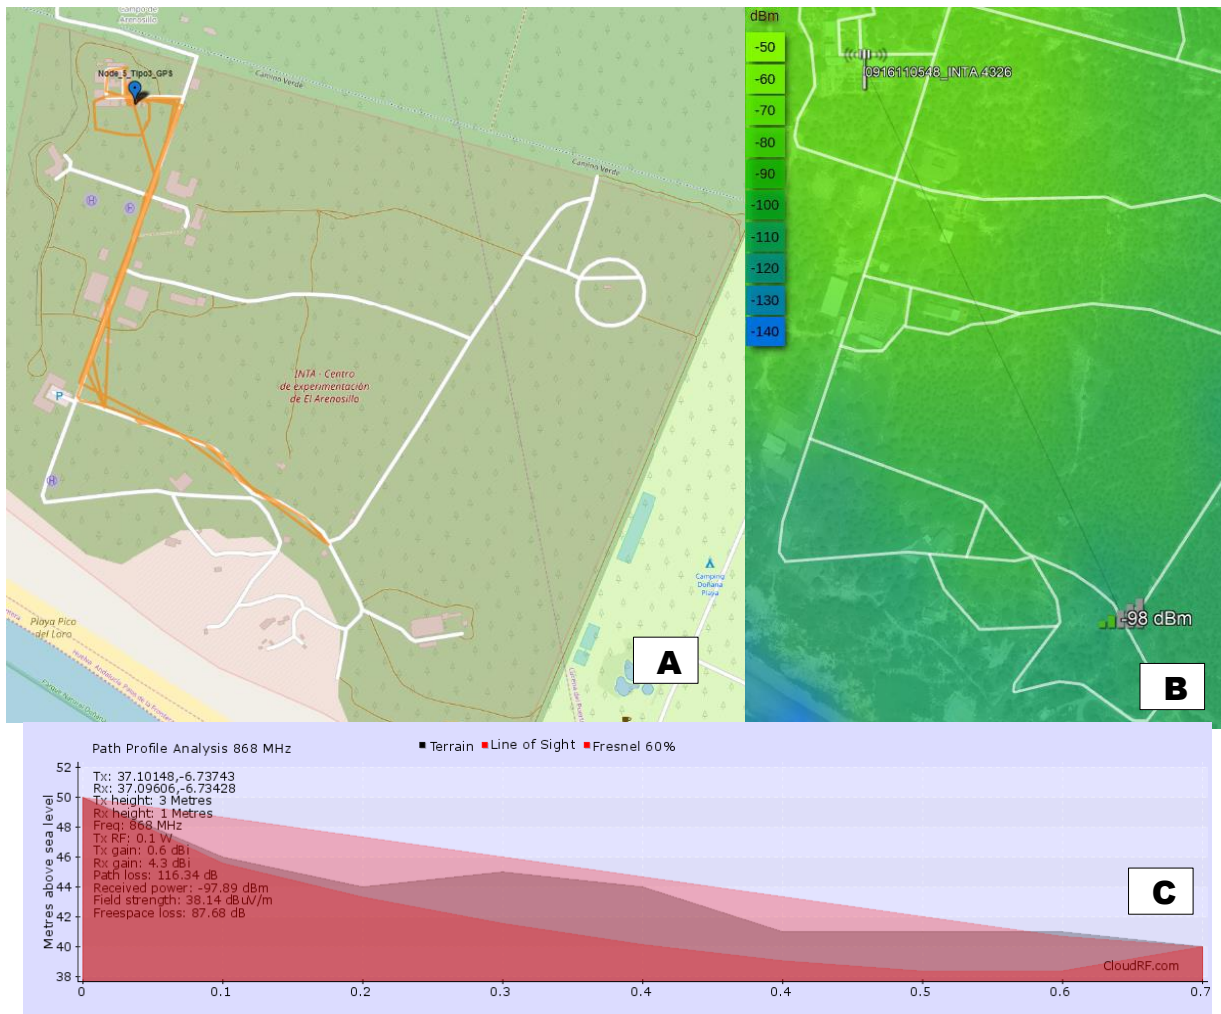 Campo de
Arenosillo
Node_5_Tipo3_GPS
Camino Verde
Camino Verde
H
H
INTA - Centro
de experimentación
de El Arenosillo
P
H
Camping
Doñana
Playa
Playa Pico
del Loro
A
dBm
-50
-60
-70
-80
-90
-100
-110
-120
-130
-140
0916110548_INTA.4326
-98 dBm
B
Path Profile Analysis 868 MHz
Terrain
Line of Sight
Fresnel 60%
Metres above sea level
52
50
48
46
44
42
40
38
Tx: 37.10148,-6.73743
Rx: 37.09606,-6.73428
Tx height: 3 Metres
Rx height: 1 Metres
Freq: 868 MHz
Tx RF: 0.1 W
Tx gain: 0.6 dBi
Rx gain: 4.3 dBi
Path loss: 116.34 dB
Received power: -97.89 dBm
Field strength: 38.14 dBuV/m
Freespace loss: 87.68 dB
C
CloudRF.com
0
0.1
0.2
0.3
0.4
0.4
0.5
0.6
0.7